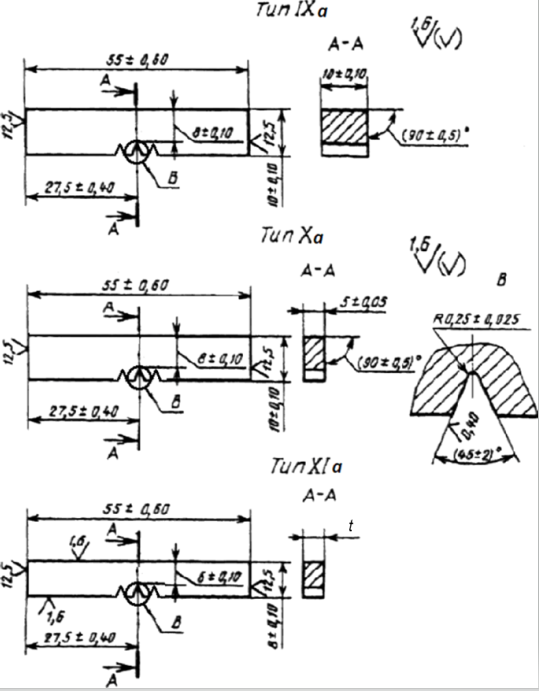 Тип IXа
55±0,60
А
А-А
1,6
10±0,10
12,5
8±0,10
12,5
(90±0,5)°
В
27,5±0,40
10±0,10
А
Тип Xа
55±0,60
А
А-А
1,6
В
5±0,05
R0,25±0,025
12,5
8±0,10
12,5
(90±0,5)°
В
27,5±0,40
10±0,10
0,40
А
(45±2)°
Тип XIа
А-А
55±0,60
А
t
1,6
12,5
6±0,10
12,5
1,6
В
27,5±0,40
8±0,10
А